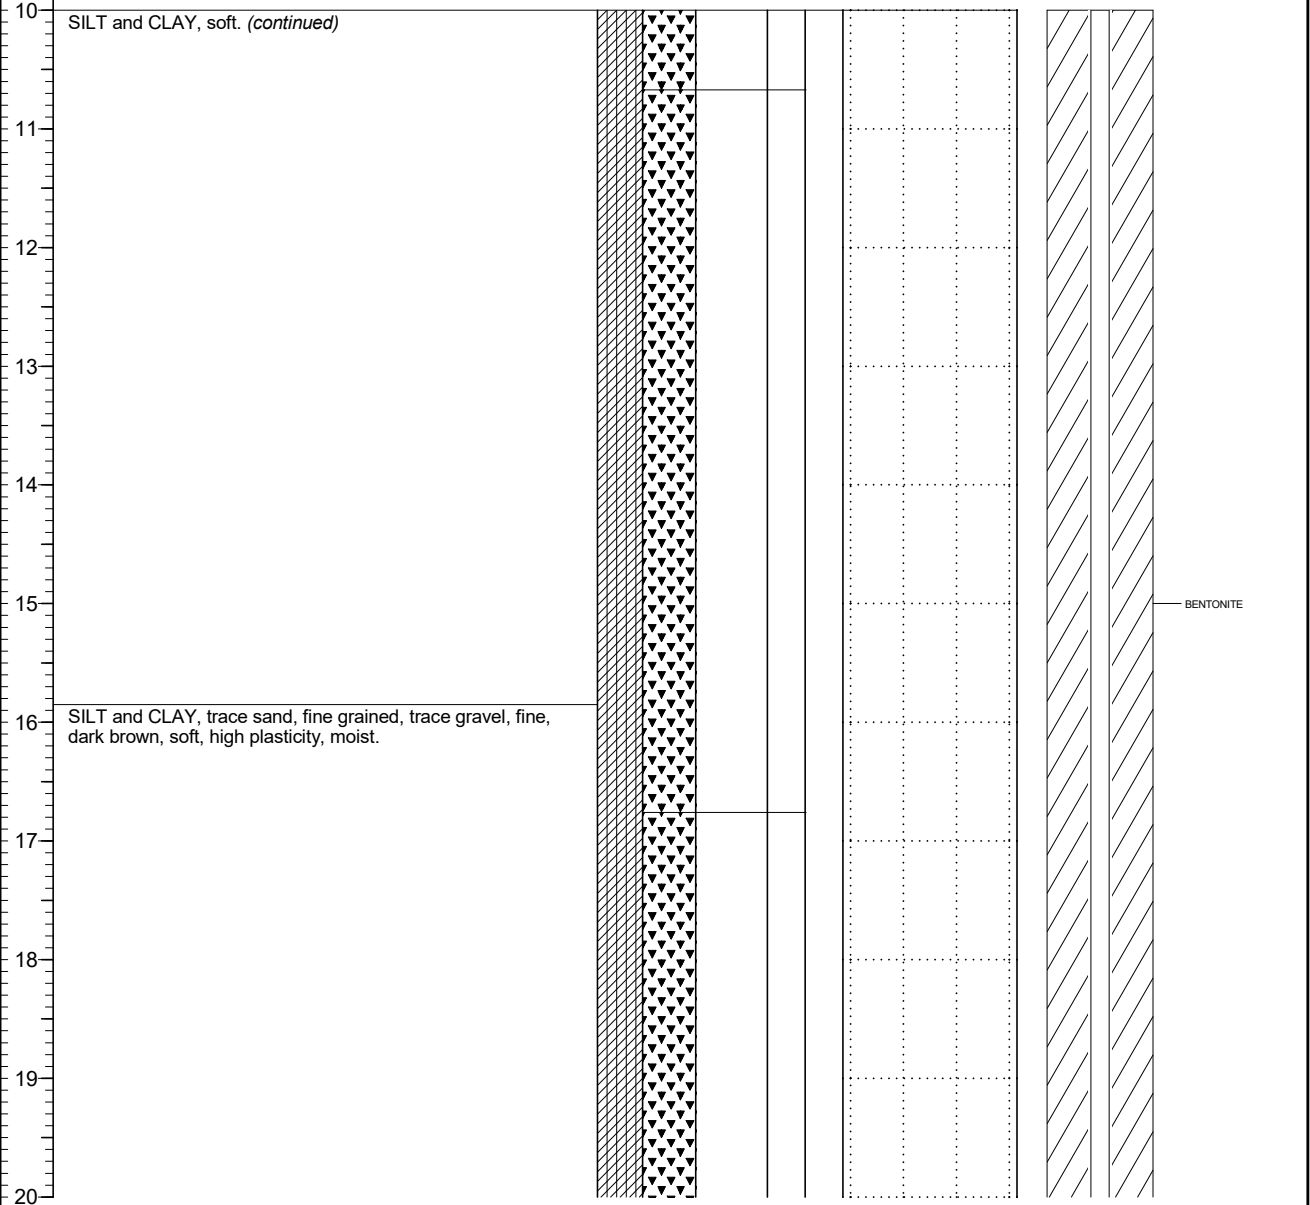 10
SILT and CLAY, soft. (continued)
11
12
13
14
15
BENTONITE
16
SILT and CLAY, trace sand, fine grained, trace gravel, fine,
dark brown, soft, high plasticity, moist.
17
18
19
20